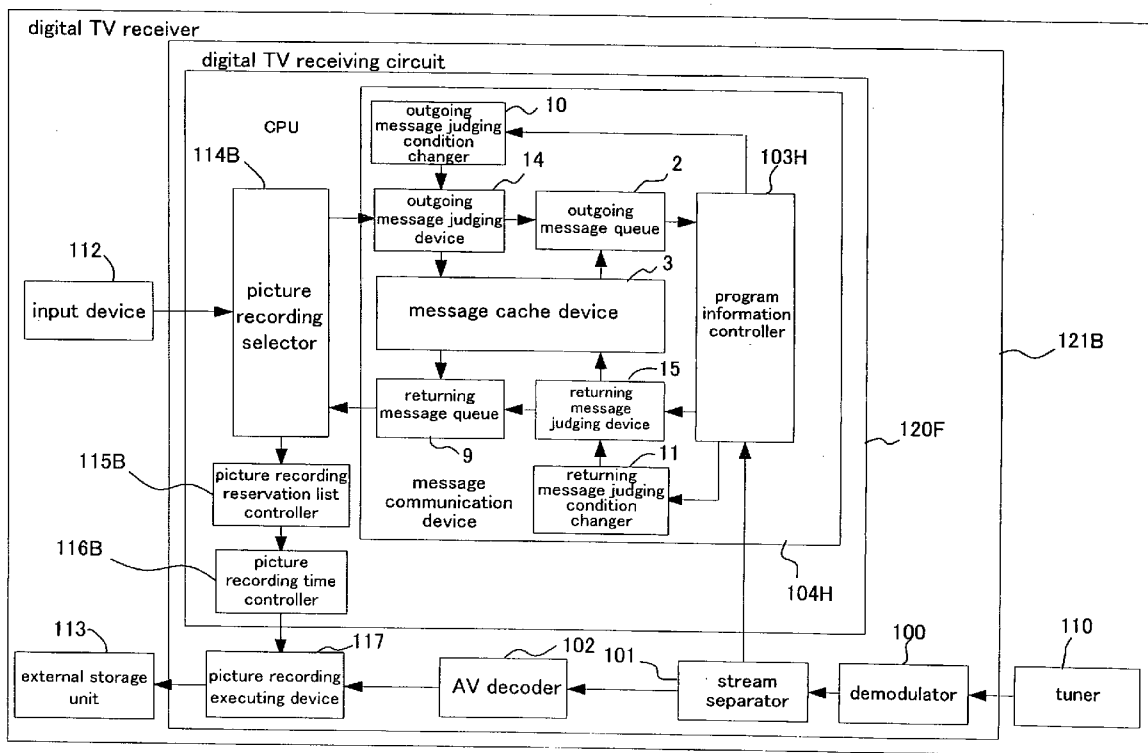 digital TV receiver
digital TV receiving circuit
CPU
10
outgoing
message judging
condition
changer
114B
14
2
103H
outgoing
message judging
device
outgoing
message queue
112
input device
picture
recording
selector
3
message cache device
program
information
controller
121B
15
returning
message queue
returning
message
judging device
120F
9
11
115B
picture recording
reservation list
controller
message
communication
device
returning
message judging
condition
changer
116B
picture
recording time
controller
104H
113
117
102
101
100
110
external storage
unit
picture recording
executing device
AV decoder
stream
separator
demodulator
tuner